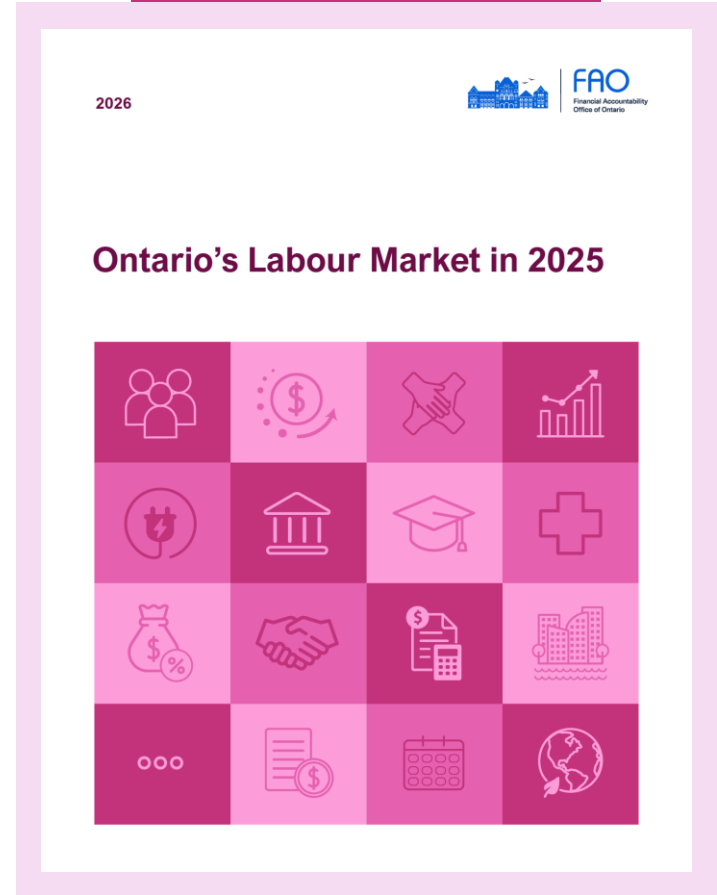 2026
FAO
Financial Accountability
Office of Ontario
Ontario’s Labour Market in 2025
$
$
%
$
$